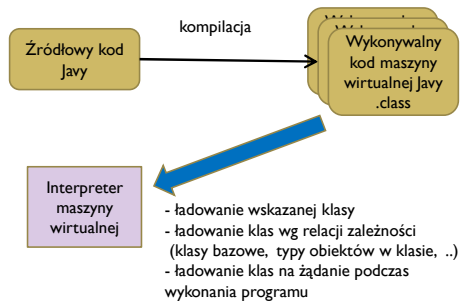 kompilacja
Źródłowy kod
Javy
Wykonywalny
kod maszyny
wirtualnej Javy
.class
Interpreter
maszyny
wirtualnej
- ładowanie wskazanej klasy
- ładowanie klas wg relacji zależności
(klasy bazowe, typy obiektów w klasie, ..)
- ładowanie klas na żądanie podczas
wykonania programu